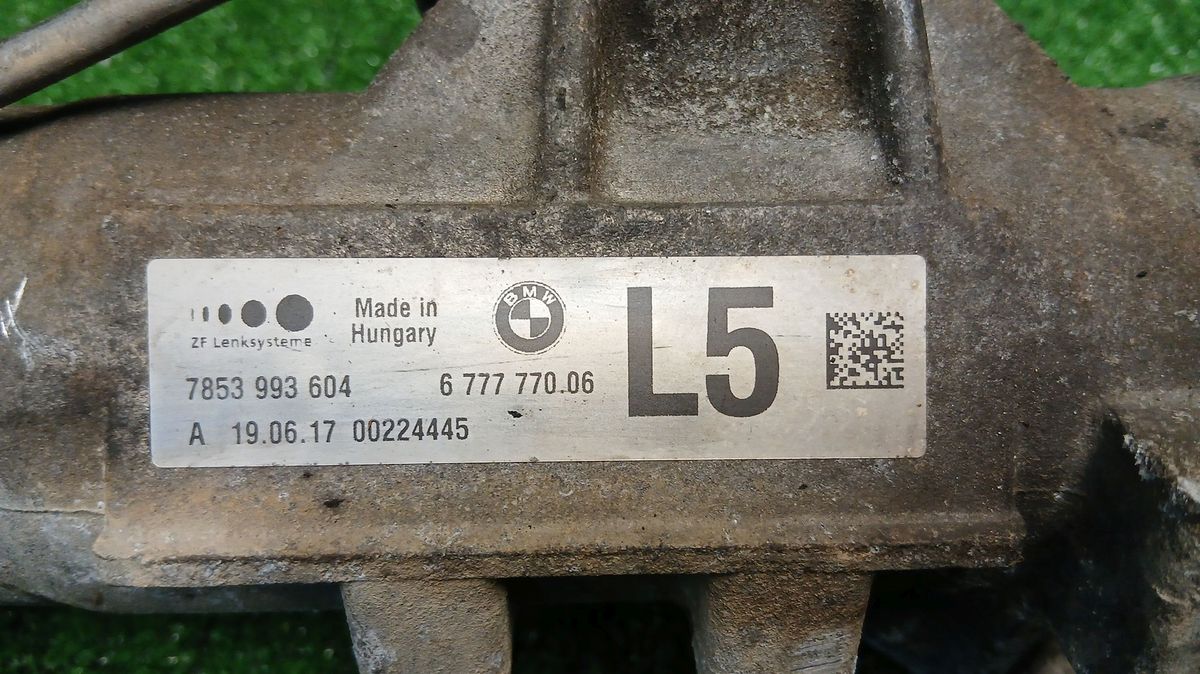 ZF Lenksysteme
Made in
Hungary
BMW
7853 993 604
6 777 770.06
A 19.06.17 00224445
L5